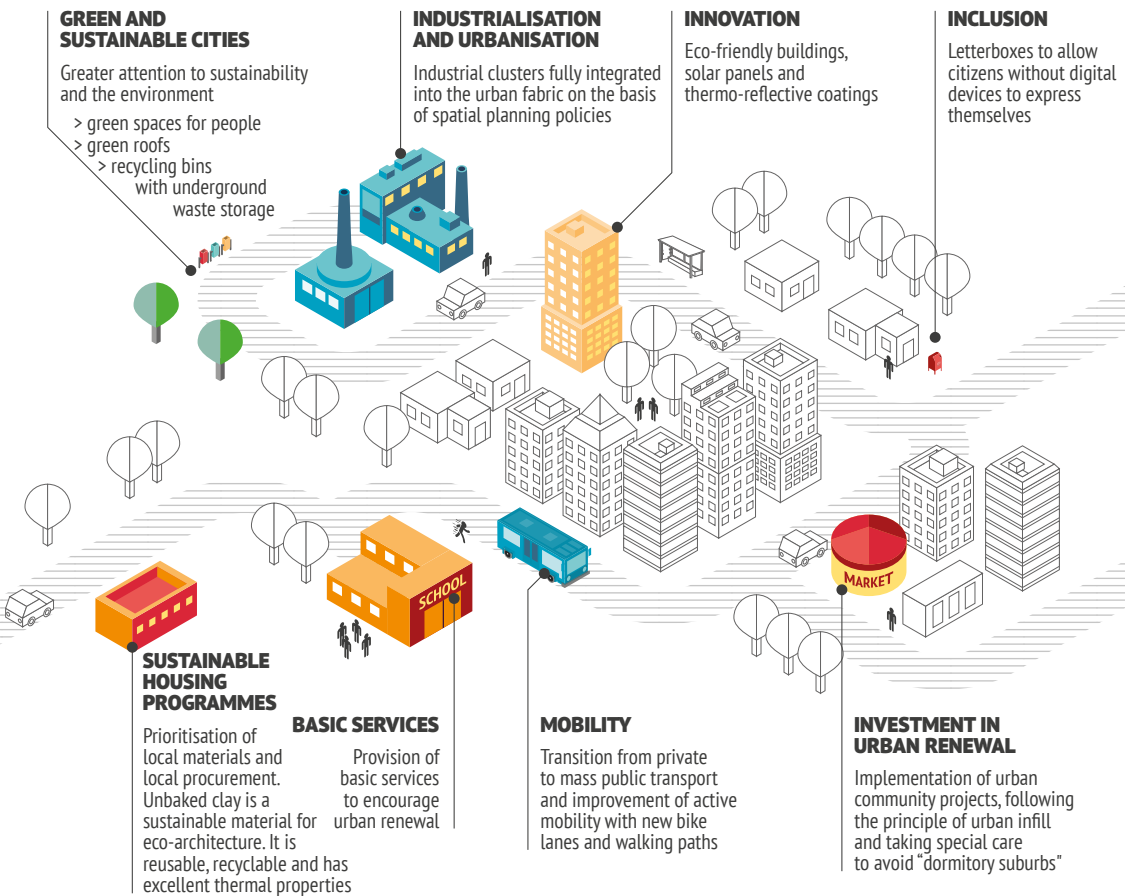 GREEN AND
SUSTAINABLE CITIES
Greater attention to sustainability
and the environment
> green spaces for people
> green roofs
> recycling bins
with underground
waste storage
INDUSTRIALISATION
AND URBANISATION
Industrial clusters fully integrated
into the urban fabric on the basis
of spatial planning policies
INNOVATION
Eco-friendly buildings,
solar panels and
thermo-reflective coatings
INCLUSION
Letterboxes to allow
citizens without digital
devices to express
themselves
SCHOOL
MARKET
SUSTAINABLE
HOUSING
PROGRAMMES
Prioritisation of
local materials and
local procurement.
Unbaked clay is a
sustainable material for
eco-architecture. It is
reusable, recyclable and has
excellent thermal properties
BASIC SERVICES
Provision of
basic services
to encourage
urban renewal
MOBILITY
Transition from private
to mass public transport
and improvement of active
mobility with new bike
lanes and walking paths
INVESTMENT IN
URBAN RENEWAL
Implementation of urban
community projects, following
the principle of urban infill
and taking special care
to avoid “dormitory suburbs"